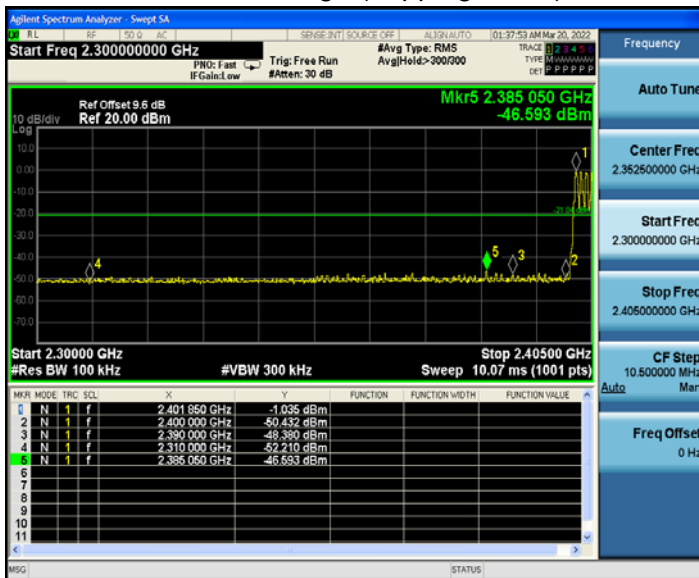 Agilent Spectrum Analyzer - Swept SA
RL RF 50 Ω AC SENSE:INT SOURCE OFF ALIGN AUTO 01:37:53 AM Mar 20, 2022
Start Freq 2.300000000 GHz
PNO: Fast
IFGain:Low
Trig: Free Run
#Atten: 30 dB
#Avg Type: RMS
Avg|Hold:>300/300
TRACE 1 2 3 4 5 6
TYPE M
DET P P P P P P
Ref Offset 9.6 dB
10 dB/div Ref 20.00 dBm
Log
Mkr5 2.385 050 GHz
-46.593 dBm
10.0
0.00
-10.0
-20.0
-30.0
-40.0
-50.0
-60.0
-70.0
1
2
3
4
5
Start 2.30000 GHz Stop 2.40500 GHz
#Res BW 100 kHz #VBW 300 kHz Sweep 10.07 ms (1001 pts)
MKR MODE TRC SCL X Y FUNCTION FUNCTION WIDTH FUNCTION VALUE
1 N 1 f 2.401 850 GHz -1.035 dBm
2 N 1 f 2.400 000 GHz -50.432 dBm
3 N 1 f 2.390 000 GHz -48.380 dBm
4 N 1 f 2.310 000 GHz -52.210 dBm
5 N 1 f 2.385 050 GHz -46.593 dBm
6
7
8
9
10
11
MSG STATUS
Frequency
Auto Tune
Center Freq
2.352500000 GHz
Start Freq
2.300000000 GHz
Stop Freq
2.405000000 GHz
CF Step
10.500000 MHz
Auto Man
Freq Offset
0 Hz